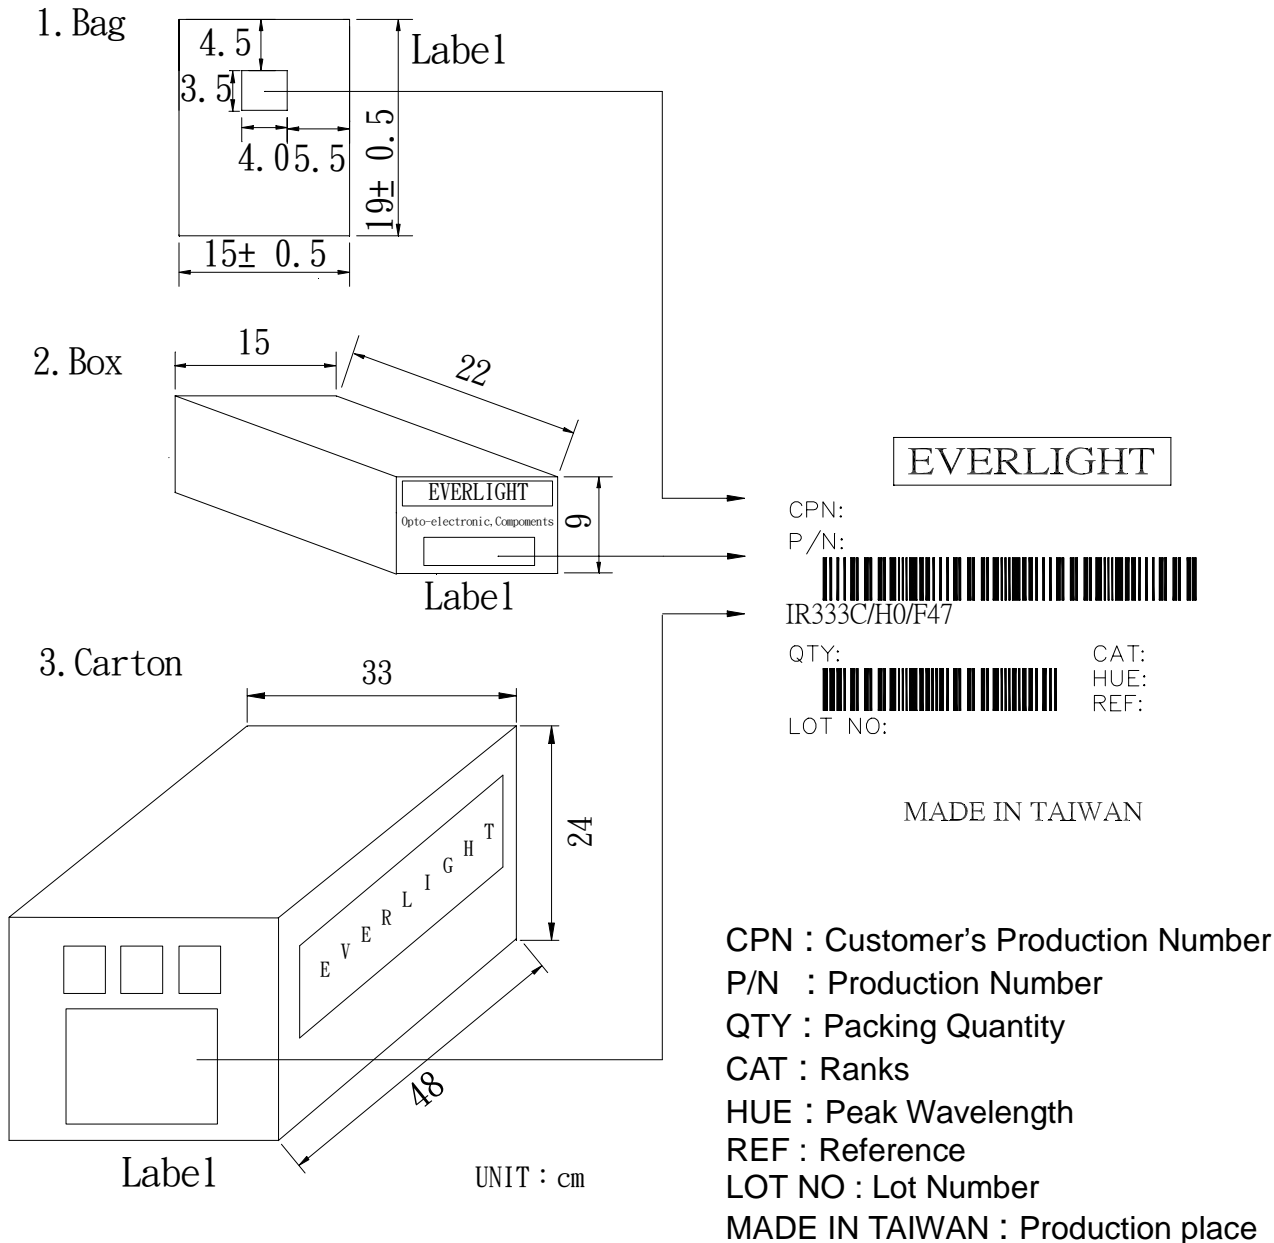 1. Bag
4.5
Label
3.5
4.0 5.5
19± 0.5
15± 0.5
2. Box
15
22
EVERLIGHT
Opto-electronic, Compoments
9
Label
3. Carton
33
24
EVERLIGHT
48
Label
UNIT：cm
EVERLIGHT
CPN:
P/N:
IR333C/H0/F47
QTY:
CAT:
HUE:
REF:
LOT NO:
MADE IN TAIWAN
CPN：Customer's Production Number
P/N ：Production Number
QTY：Packing Quantity
CAT：Ranks
HUE：Peak Wavelength
REF : Reference
LOT NO : Lot Number
MADE IN TAIWAN：Production place